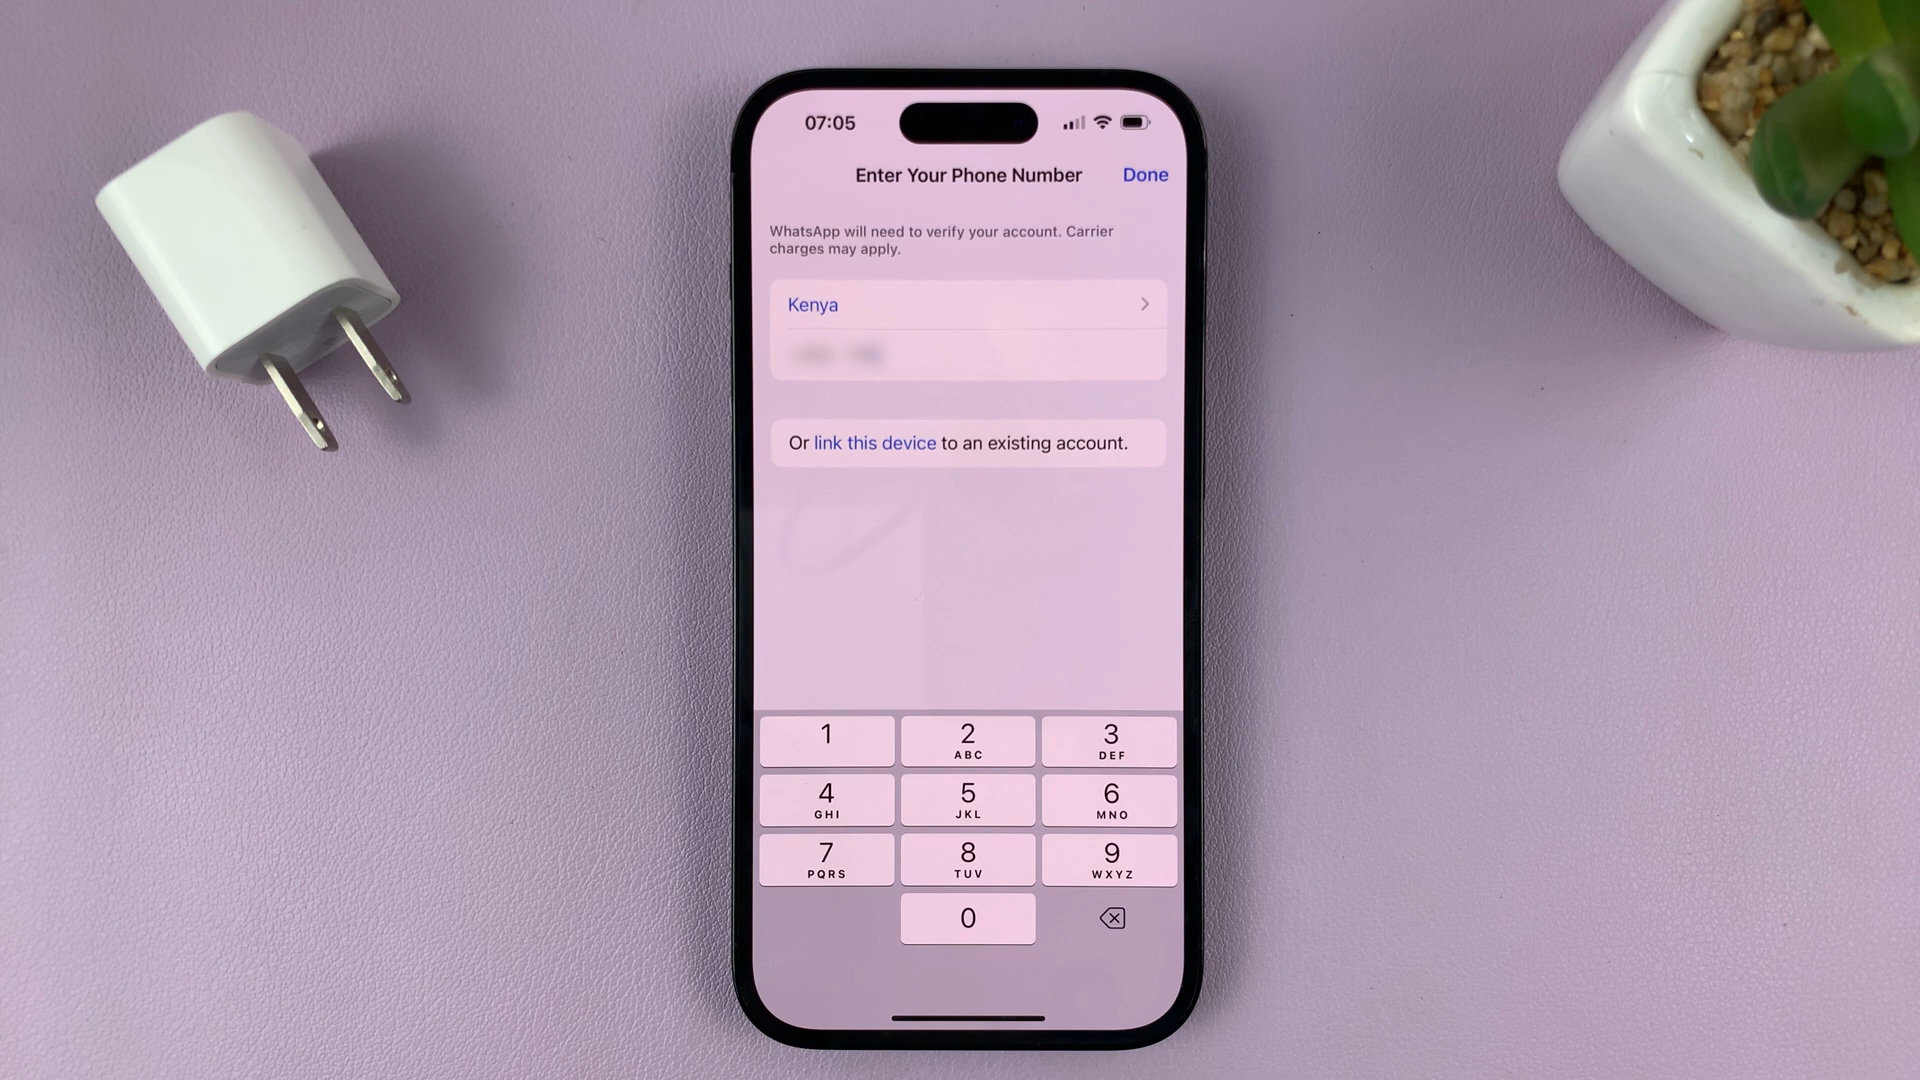 07:05
Enter Your Phone Number Done
WhatsApp will need to verify your account. Carrier
charges may apply.
Kenya
Or link this device to an existing account.
1 2 3
ABC DEF
4 5 6
GHI JKL MNO
7 8 9
PQRS TUV WXYZ
0